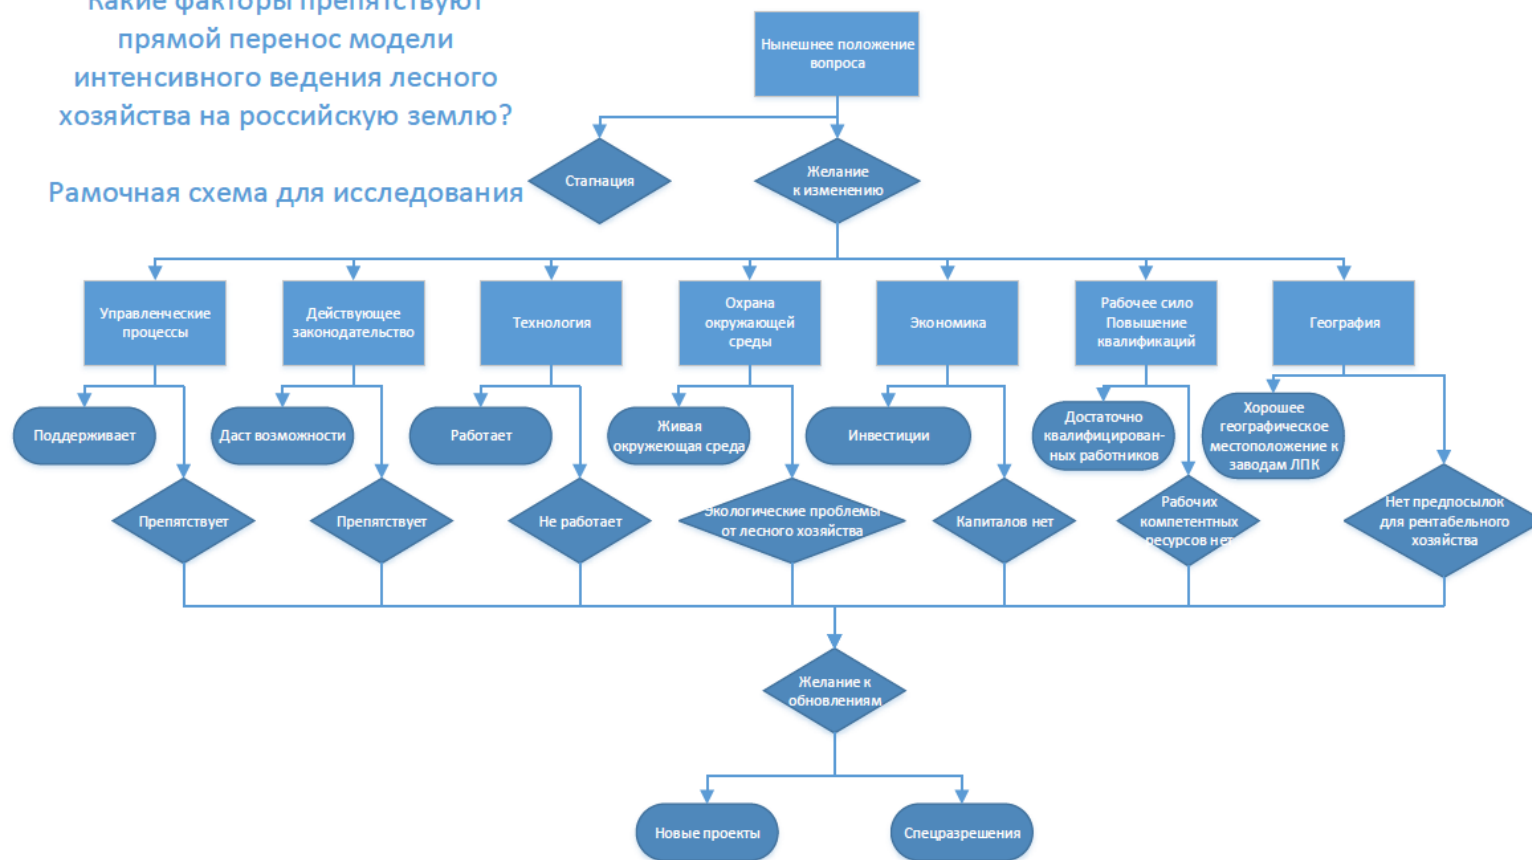 Какие факторы препятствуют
прямой перенос модели
интенсивного ведения лесного
хозяйства на российскую землю?
Рамочная схема для исследования
Нынешнее положение
вопроса
Стагнация
Желание
к изменению
Управленческие
процессы
Действующее
законодательство
Технология
Охрана
окружающей
среды
Экономика
Рабочее сило
Повышение
квалификаций
География
Поддерживает
Даст возможности
Работает
Живая
окружающая среда
Инвестиции
Достаточно
квалифицирован-
ных работников
Хорошее
географическое
местоположение к
заводам ЛПК
Препятствует
Препятствует
Не работает
Экологические проблемы
от лесного хозяйства
Капиталов нет
Рабочих
компетентных
ресурсов нет
Нет предпосылок
для рентабельного
хозяйства
Желание к
обновлениям
Новые проекты
Спецразрешения